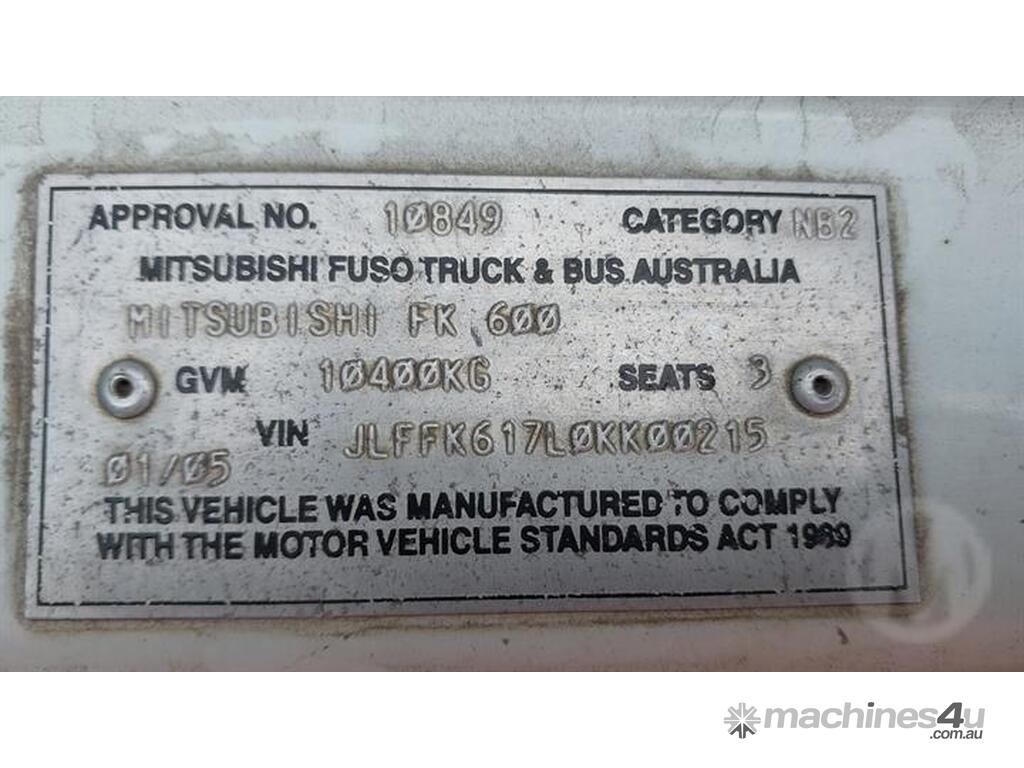 APPROVAL NO. 10849 CATEGORY NB2
MITSUBISHI FUSO TRUCK & BUS AUSTRALIA
MITSUBISHI FK 600
GVM 10400KG SEATS 3
VIN JLFFK617L0KK00215
01/05
THIS VEHICLE WAS MANUFACTURED TO COMPLY
WITH THE MOTOR VEHICLE STANDARDS ACT 1989
machines4u
.com.au